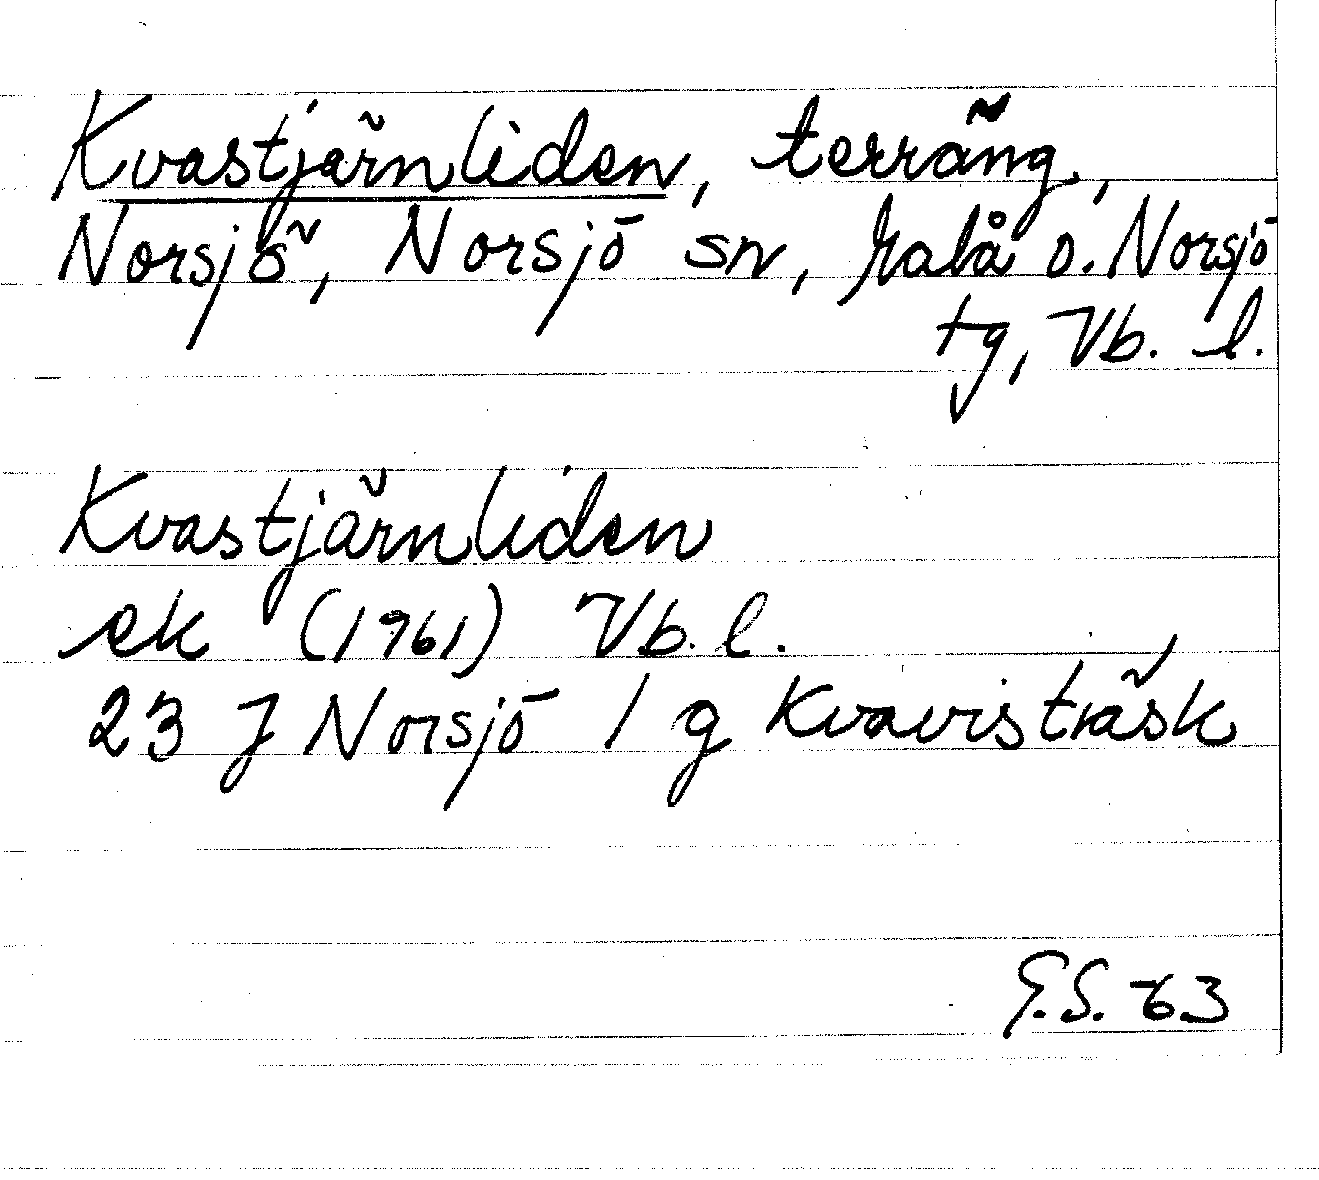 Kvastjärnliden, terräng,
Norsjö, Norsjö sn, Malå o. Norsjö
tg, Vb. l.
Kvastjärnliden
ek (1961) Vb. l.
23 J Norsjö 1 g Kvavisträsk
G.S. 63